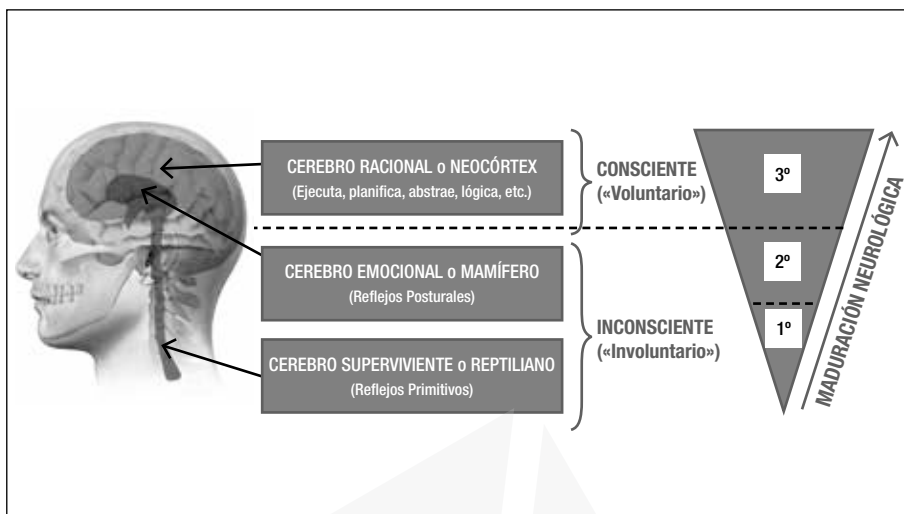 CEREBRO RACIONAL o NEOCÓRTEX
(Ejecuta, planifica, abstrae, lógica, etc.)
CONSCIENTE
(«Voluntario»)
CEREBRO EMOCIONAL o MAMÍFERO
(Reflejos Posturales)
CEREBRO SUPERVIVIENTE o REPTILIANO
(Reflejos Primitivos)
INCONSCIENTE
(«Involuntario»)
3º
2º
1º
MADURACIÓN NEUROLÓGICA